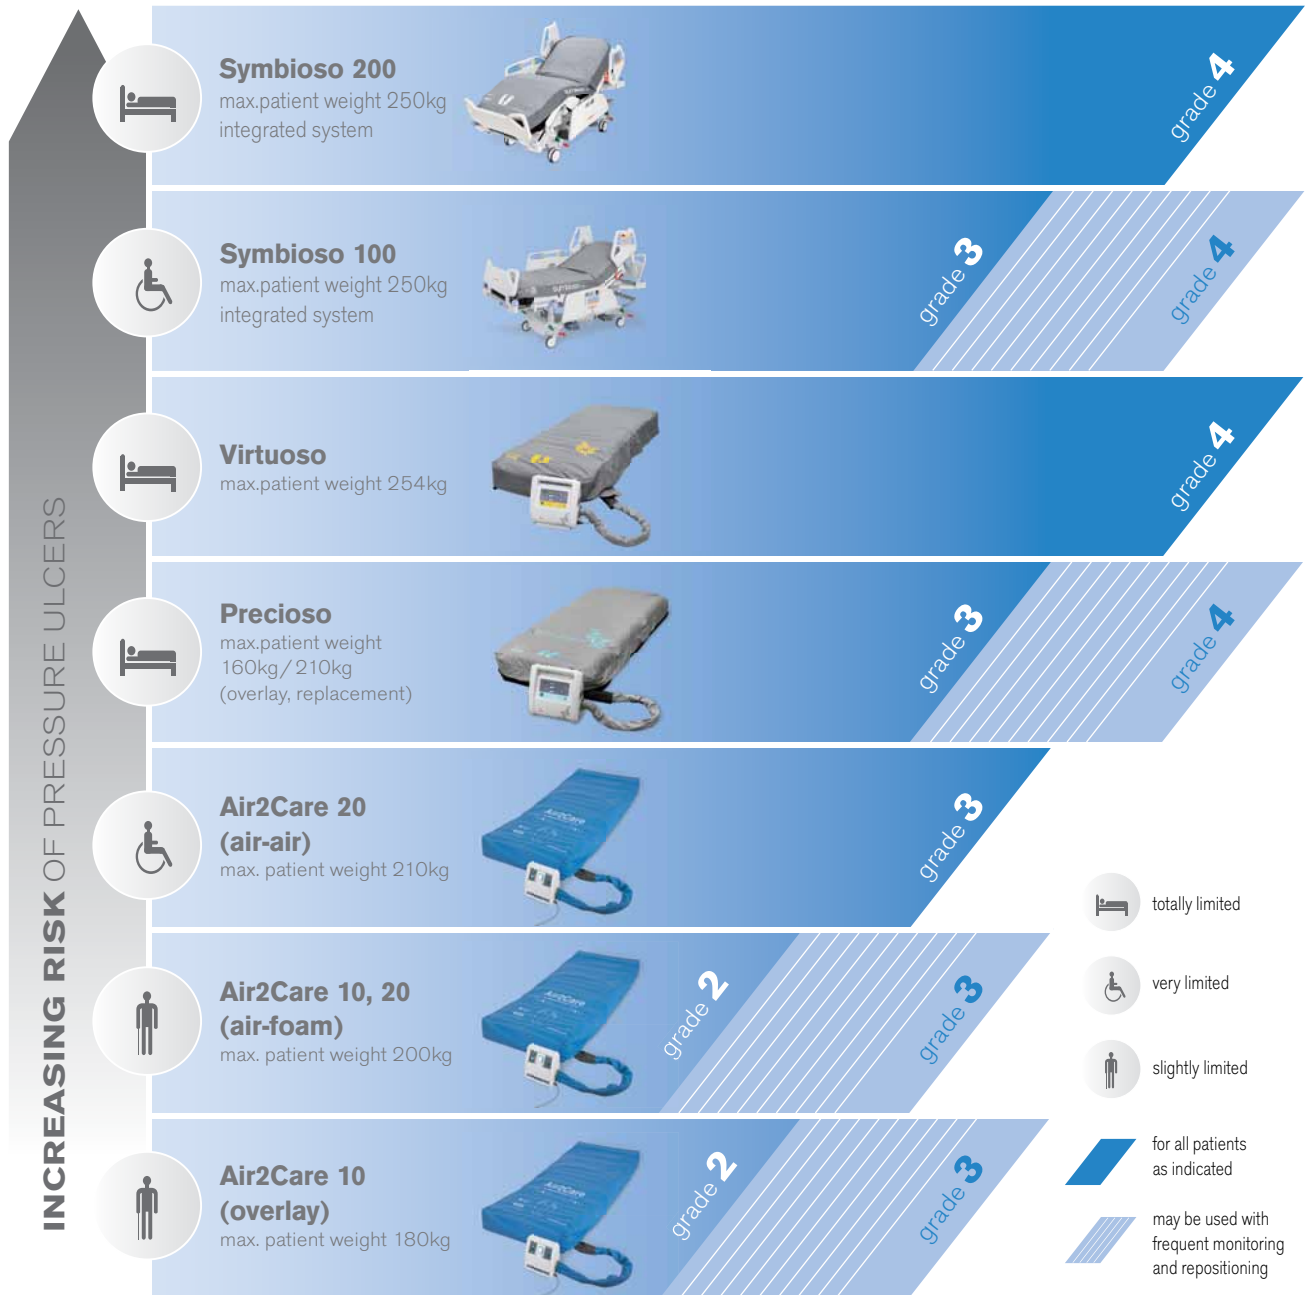 INCREASING RISK OF PRESSURE ULCERS
Symbioso 200
max.patient weight 250kg
integrated system
grade 4
Symbioso 100
max.patient weight 250kg
integrated system
grade 3
grade 4
Virtuoso
max.patient weight 254kg
grade 4
Precioso
max.patient weight
160kg/210kg
(overlay, replacement)
grade 3
grade 4
Air2Care 20
(air-air)
max. patient weight 210kg
Air2Care
grade 3
Air2Care 10, 20
(air-foam)
max. patient weight 200kg
Air2Care
grade 2
grade 3
Air2Care 10
(overlay)
max. patient weight 180kg
Air2Care
grade 2
grade 3
totally limited
very limited
slightly limited
for all patients
as indicated
may be used with
frequent monitoring
and repositioning